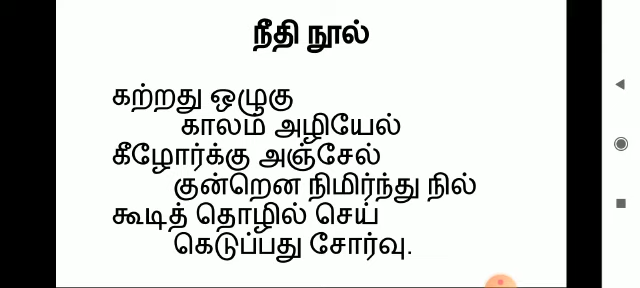 நீதி நூல்
கற்றது ஒழுகு
காலம் அழியேல்
கீழோர்க்கு அஞ்சேல்
குன்றென நிமிர்ந்து நில்
கூடித் தொழில் செய்
கெடுப்பது சோர்வு.